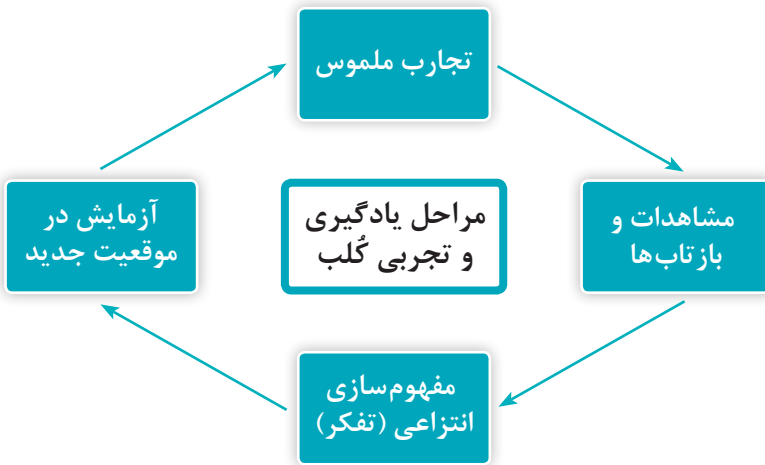 تجارب ملموس
مشاهدات و
بازتاب‌ها
مراحل یادگیری
و تجربی کُلب
آزمایش در
موقعیت جدید
مفهوم‌سازی
انتزاعی (تفکر)